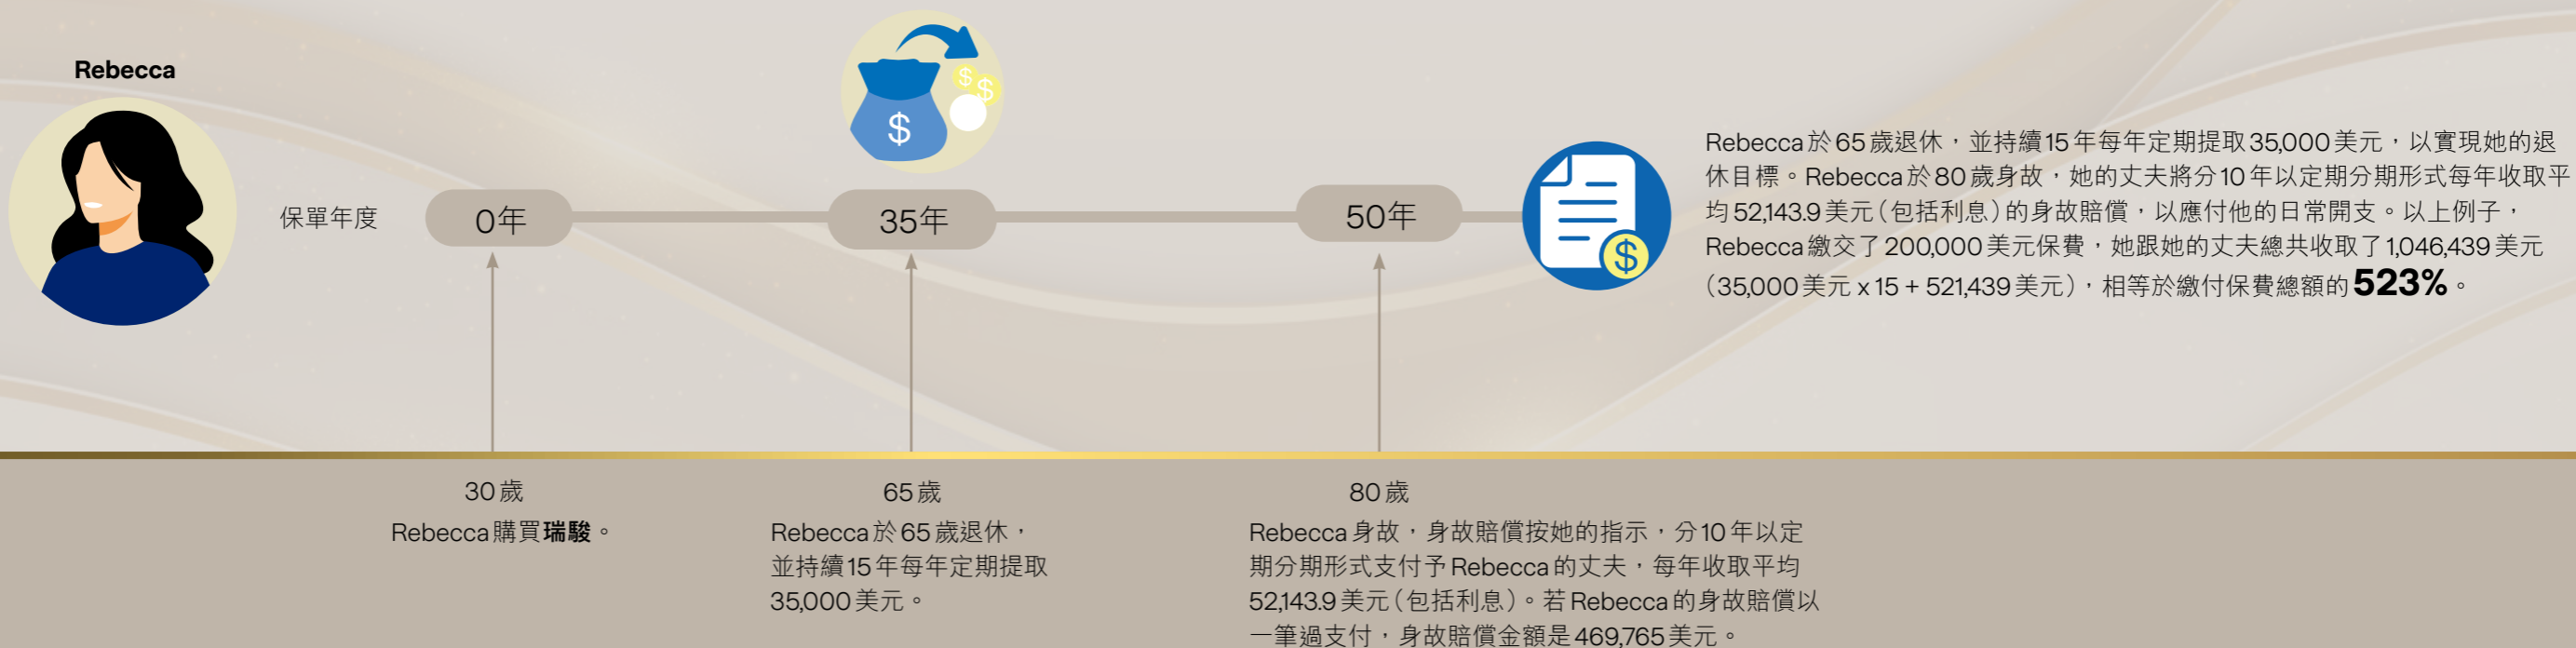 Rebecca
保單年度
0年
35年
50年
Rebecca於65歲退休，並持續15年每年定期提取35,000美元，以實現她的退
休目標。Rebecca於80歲身故，她的丈夫將分10年以定期分期形式每年收取平
均52,143.9美元（包括利息）的身故賠償，以應付他的日常開支。以上例子，
Rebecca繳交了200,000美元保費，她跟她的丈夫總共收取了1,046,439美元
（35,000美元 x 15 + 521,439美元），相等於繳付保費總額的523%。
30歲
Rebecca購買瑞駿。
65歲
Rebecca於65歲退休，
並持續15年每年定期提取
35,000美元。
80歲
Rebecca身故，身故賠償按她的指示，分10年以定
期分期形式支付予Rebecca的丈夫，每年收取平均
52,143.9美元（包括利息）。若Rebecca的身故賠償以
一筆過支付，身故賠償金額是469,765美元。